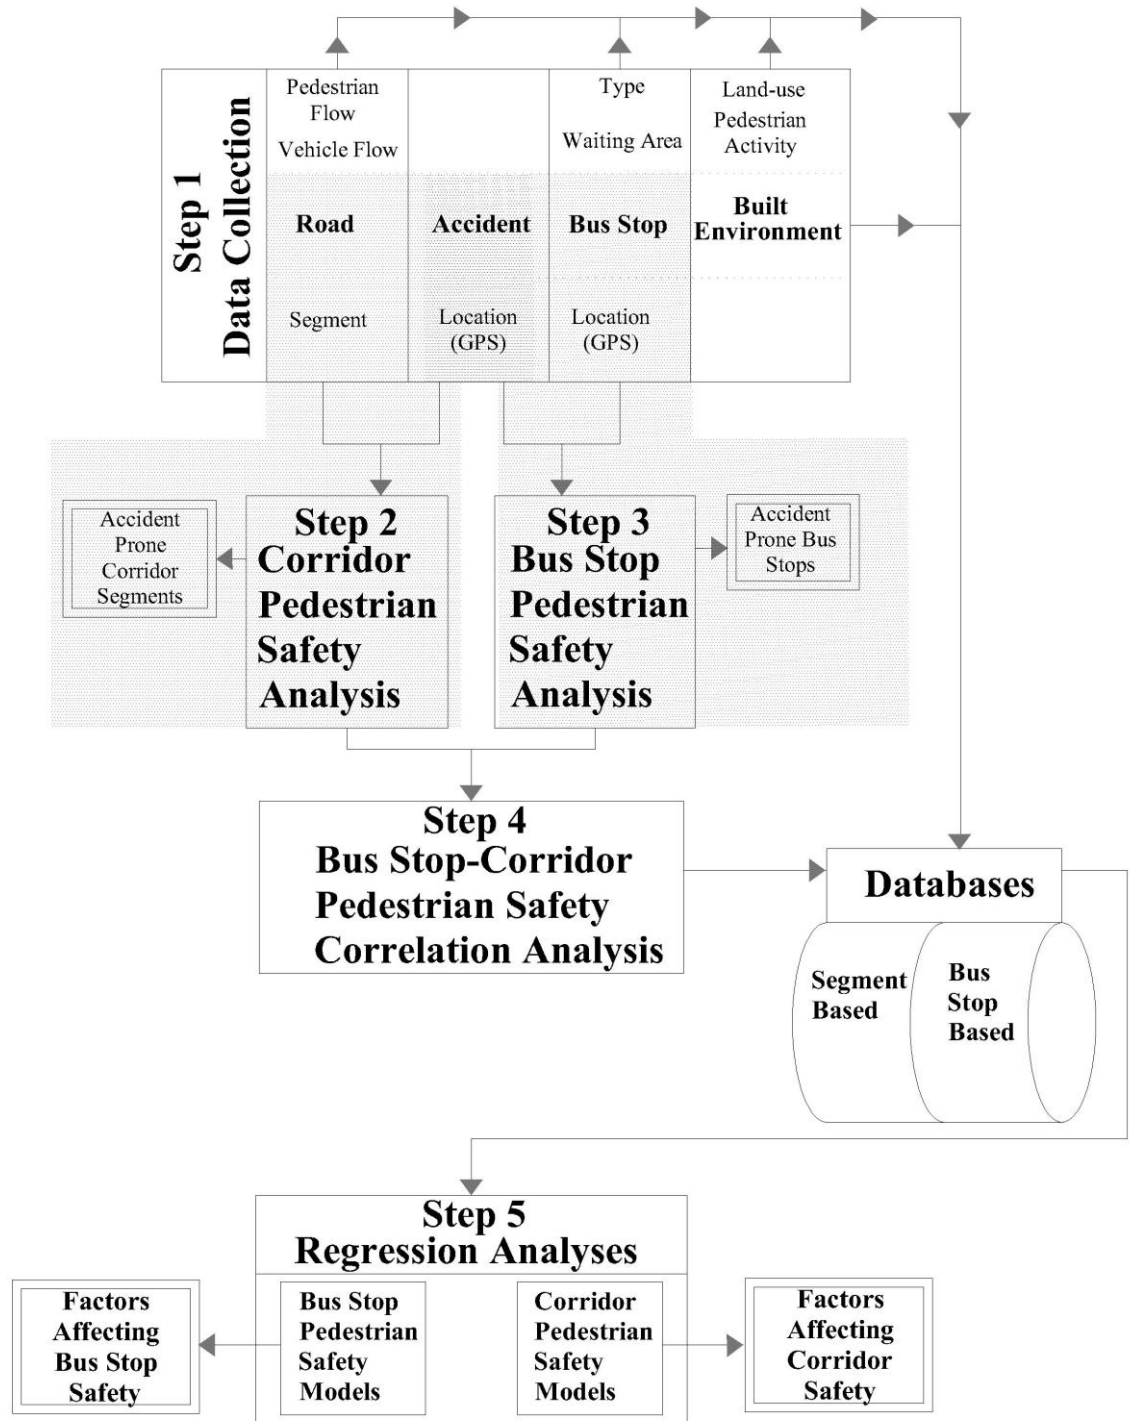 Step 1
Data Collection
Pedestrian
Flow
Vehicle Flow
Road
Segment
Accident
Location
(GPS)
Type
Waiting Area
Bus Stop
Location
(GPS)
Land-use
Pedestrian
Activity
Built
Environment
Accident
Prone
Corridor
Segments
Step 2
Corridor
Pedestrian
Safety
Analysis
Step 3
Bus Stop
Pedestrian
Safety
Analysis
Accident
Prone Bus
Stops
Step 4
Bus Stop-Corridor
Pedestrian Safety
Correlation Analysis
Databases
Segment
Based
Bus
Stop
Based
Step 5
Regression Analyses
Factors
Affecting
Bus Stop
Safety
Bus Stop
Pedestrian
Safety
Models
Corridor
Pedestrian
Safety
Models
Factors
Affecting
Corridor
Safety